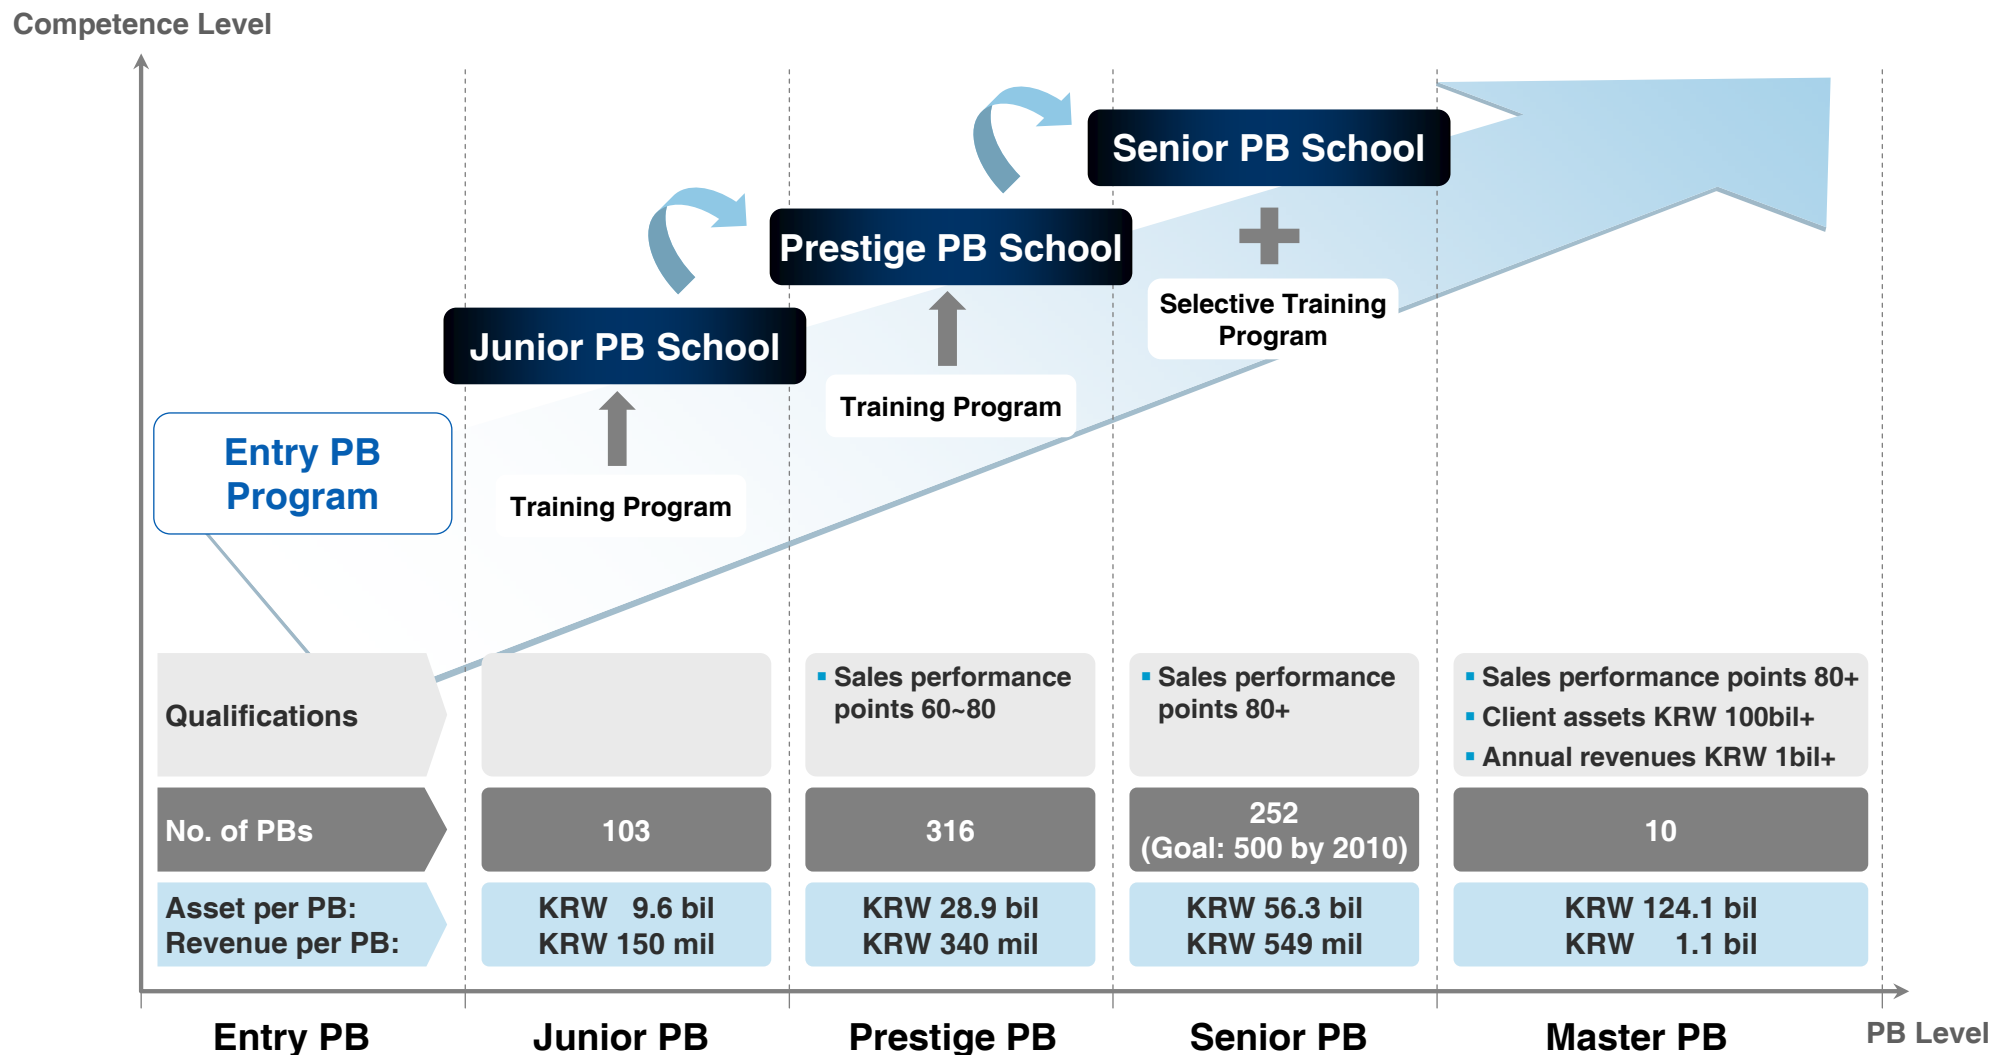 Competence Level
Senior PB School
Prestige PB School
Selective Training
Program
Junior PB School
Training Program
Entry PB
Program
Training Program
Qualifications
▪ Sales performance
points 60~80
▪ Sales performance
points 80+
▪ Sales performance points 80+
▪ Client assets KRW 100bil+
▪ Annual revenues KRW 1bil+
No. of PBs
103
316
252
(Goal: 500 by 2010)
10
Asset per PB:
Revenue per PB:
KRW 9.6 bil
KRW 150 mil
KRW 28.9 bil
KRW 340 mil
KRW 56.3 bil
KRW 549 mil
KRW 124.1 bil
KRW 1.1 bil
Entry PB
Junior PB
Prestige PB
Senior PB
Master PB
PB Level